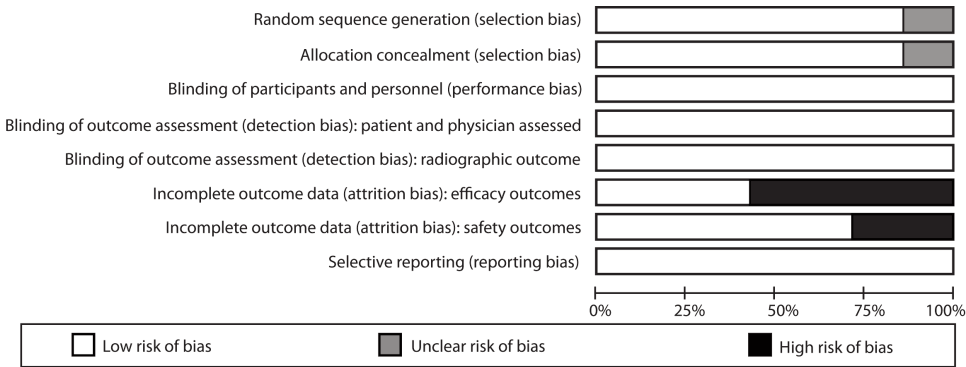 Random sequence generation (selection bias)
Allocation concealment (selection bias)
Blinding of participants and personnel (performance bias)
Blinding of outcome assessment (detection bias): patient and physician assessed
Blinding of outcome assessment (detection bias): radiographic outcome
Incomplete outcome data (attrition bias): efficacy outcomes
Incomplete outcome data (attrition bias): safety outcomes
Selective reporting (reporting bias)
0% 25% 50% 75% 100%
Low risk of bias Unclear risk of bias High risk of bias